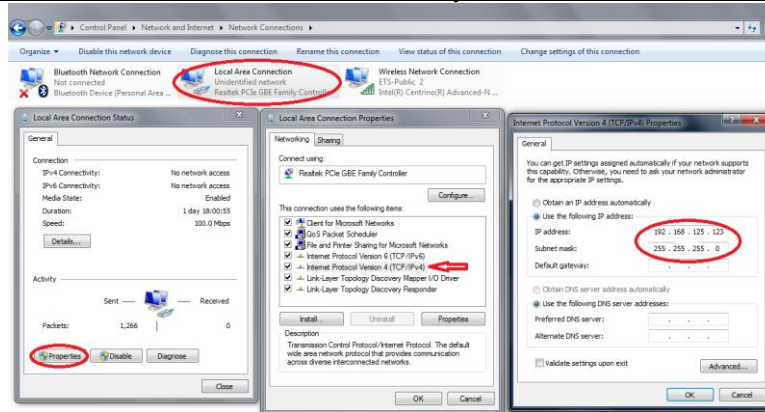 Control Panel ▸ Network and Internet ▸ Network Connections ▸
Organize ▾ Disable this network device Diagnose this connection Rename this connection View status of this connection Change settings of this connection
Bluetooth Network Connection
Not connected
Bluetooth Device (Personal Area ...
Local Area Connection
Unidentified network
Realtek PCIe GBE Family Controller
Wireless Network Connection
ETS-Public 2
Intel(R) Centrino(R) Advanced-N ...
Local Area Connection Status
General
Connection
IPv4 Connectivity: No network access
IPv6 Connectivity: No network access
Media State: Enabled
Duration: 1 day 18:00:55
Speed: 100.0 Mbps
Details...
Activity
Sent Received
Packets: 1,266 0
Properties Disable Diagnose
Close
Local Area Connection Properties
Networking Sharing
Connect using:
Realtek PCIe GBE Family Controller
Configure...
This connection uses the following items:
Client for Microsoft Networks
QoS Packet Scheduler
File and Printer Sharing for Microsoft Networks
Internet Protocol Version 6 (TCP/IPv6)
Internet Protocol Version 4 (TCP/IPv4)
Link-Layer Topology Discovery Mapper I/O Driver
Link-Layer Topology Discovery Responder
Install... Uninstall Properties
Description
Transmission Control Protocol/Internet Protocol. The default
wide area network protocol that provides communication
across diverse interconnected networks.
OK Cancel
Internet Protocol Version 4 (TCP/IPv4) Properties
General
You can get IP settings assigned automatically if your network supports
this capability. Otherwise, you need to ask your network administrator
for the appropriate IP settings.
Obtain an IP address automatically
Use the following IP address:
IP address: 192 . 168 . 125 . 123
Subnet mask: 255 . 255 . 255 . 0
Default gateway: . . .
Obtain DNS server address automatically
Use the following DNS server addresses:
Preferred DNS server: . . .
Alternate DNS server: . . .
Validate settings upon exit
Advanced...
OK Cancel